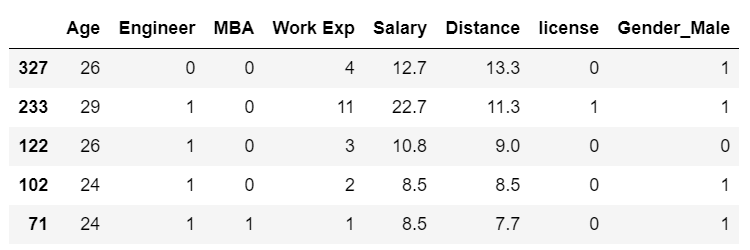 Age Engineer MBA Work Exp Salary Distance license Gender_Male
327 26 0 0 4 12.7 13.3 0 1
233 29 1 0 11 22.7 11.3 1 1
122 26 1 0 3 10.8 9.0 0 0
102 24 1 0 2 8.5 8.5 0 1
71 24 1 1 1 8.5 7.7 0 1